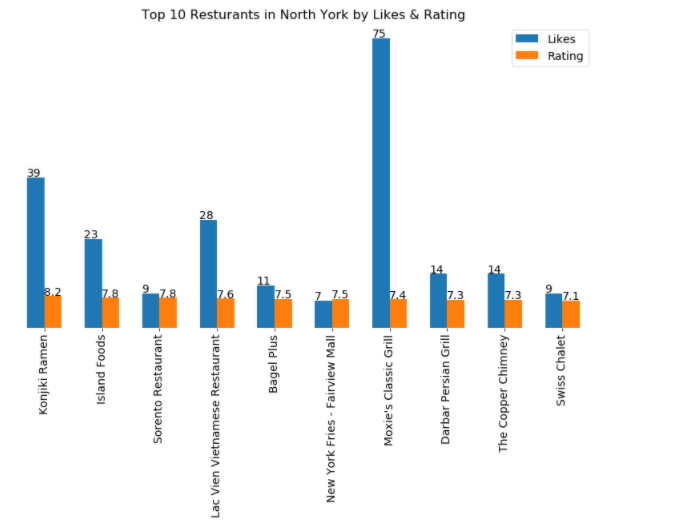 Top 10 Resturants in North York by Likes & Rating
Likes
Rating
39
8.2
23
7.8
9
7.8
28
7.6
11
7.5
7
7.5
75
7.4
14
7.3
14
7.3
9
7.1
Konjiki Ramen
Island Foods
Sorento Restaurant
Lac Vien Vietnamese Restaurant
Bagel Plus
New York Fries - Fairview Mall
Moxie's Classic Grill
Darbar Persian Grill
The Copper Chimney
Swiss Chalet